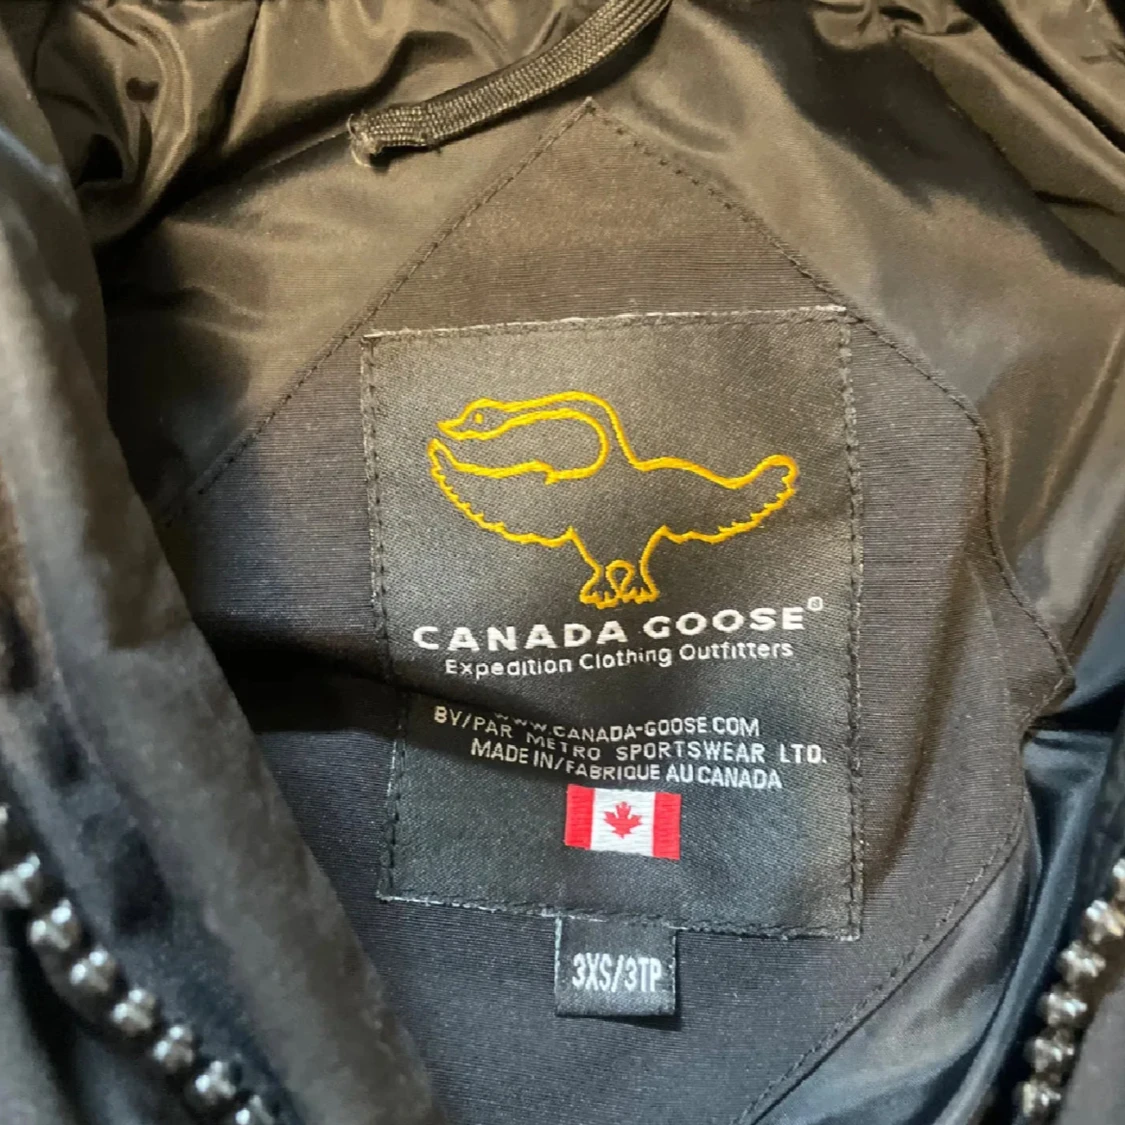 CANADA GOOSE®
Expedition Clothing Outfitters
WWW.CANADA-GOOSE.COM
BY/PAR METRO SPORTSWEAR LTD.
MADE IN/FABRIQUE AU CANADA
3XS/3TP